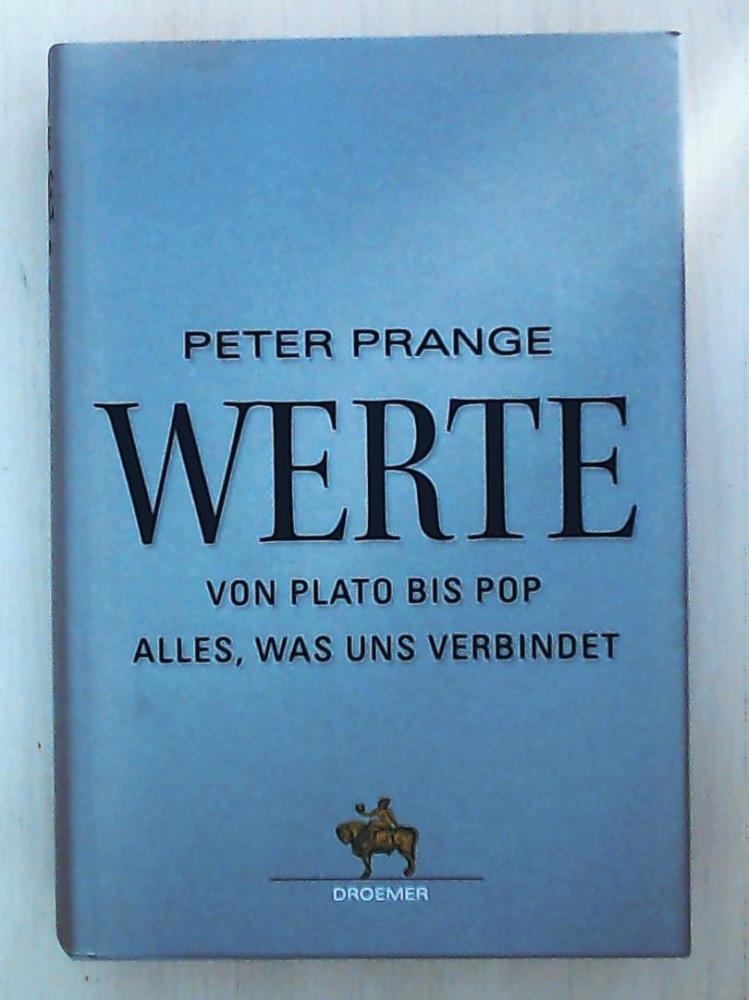 PETER PRANGE
WERTE
VON PLATO BIS POP
ALLES, WAS UNS VERBINDET
DROEMER